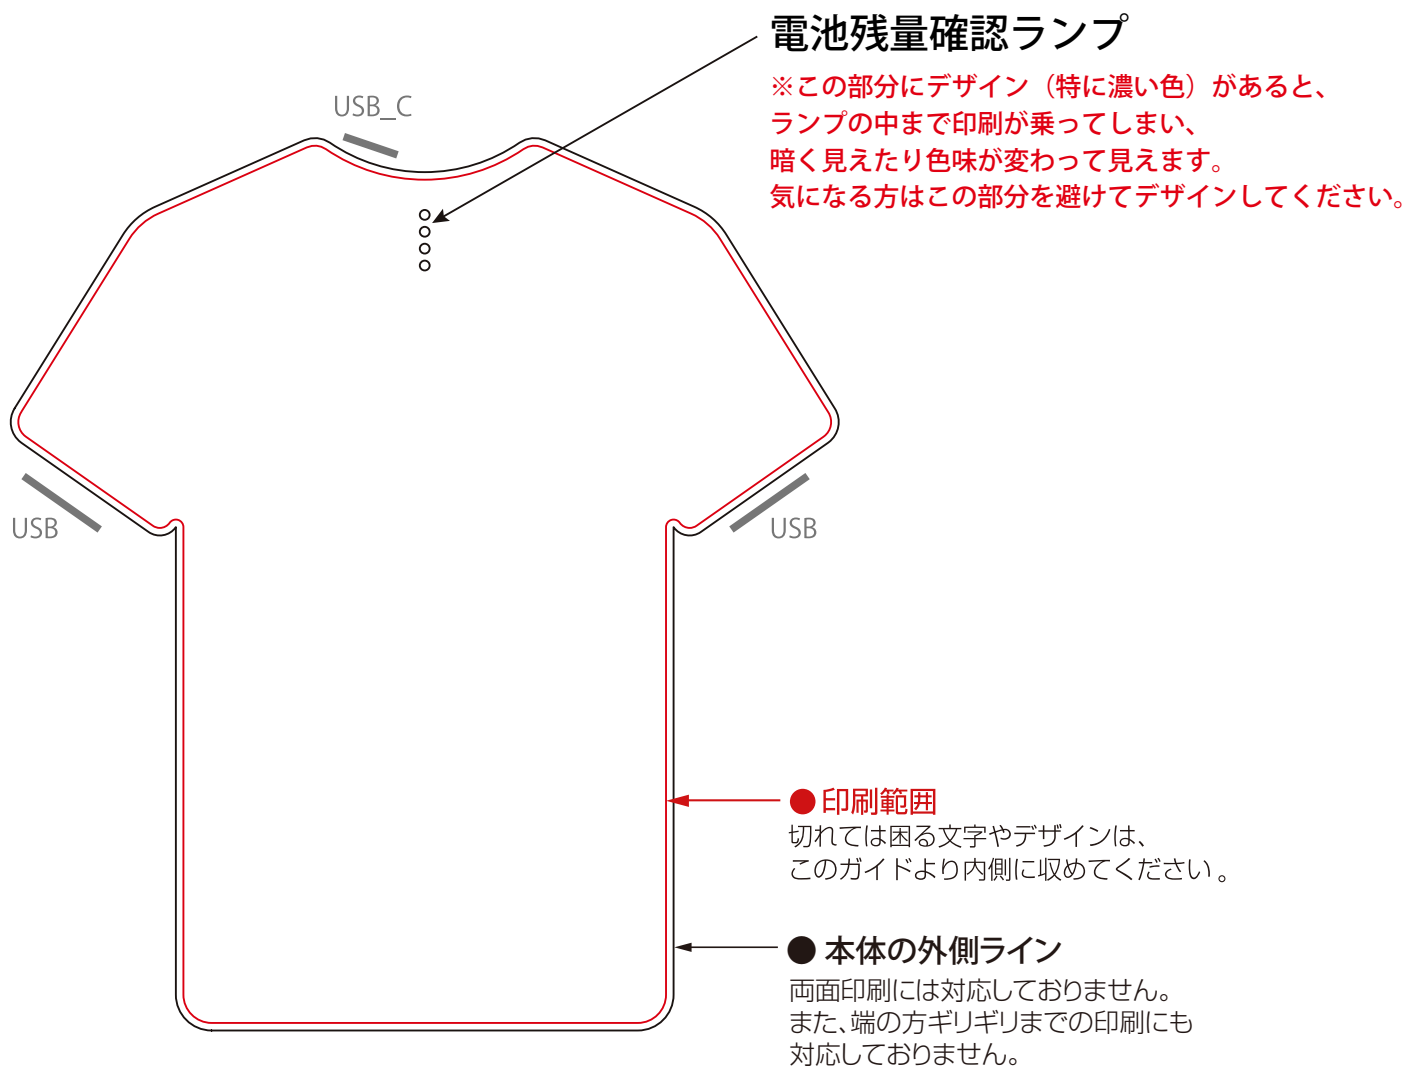 電池残量確認ランプ
※この部分にデザイン（特に濃い色）があると、
ランプの中まで印刷が乗ってしまい、
暗く見えたり色味が変わって見えます。
気になる方はこの部分を避けてデザインしてください。
USB_C
USB
USB
●印刷範囲
切れては困る文字やデザインは、
このガイドより内側に収めてください。
● 本体の外側ライン
両面印刷には対応しておりません。
また、端の方ギリギリまでの印刷にも
対応しておりません。